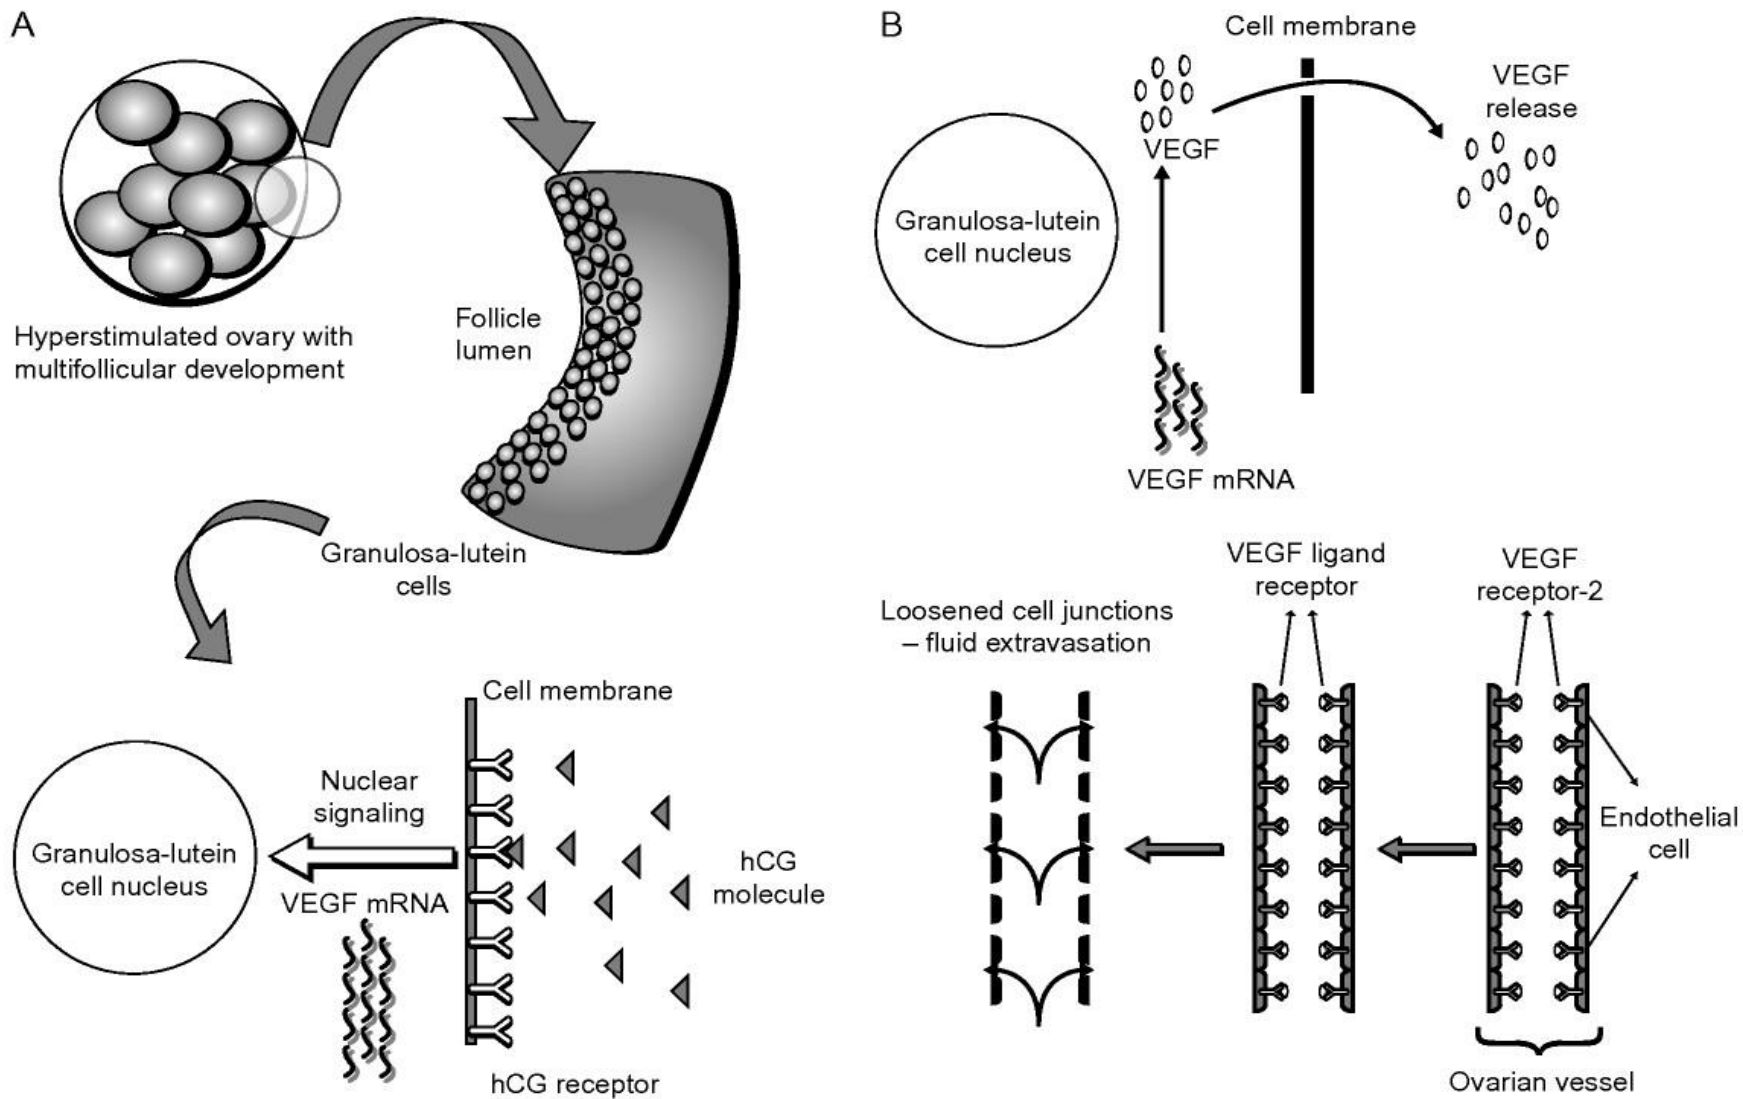 A
Hyperstimulated ovary with
multifollicular development
Follicle
lumen
Granulosa-lutein
cells
Cell membrane
Nuclear
signaling
Granulosa-lutein
cell nucleus
VEGF mRNA
hCG
molecule
hCG receptor
B
Cell membrane
VEGF
release
VEGF
Granulosa-lutein
cell nucleus
VEGF mRNA
VEGF ligand
receptor
VEGF
receptor-2
Loosened cell junctions
– fluid extravasation
Endothelial
cell
Ovarian vessel